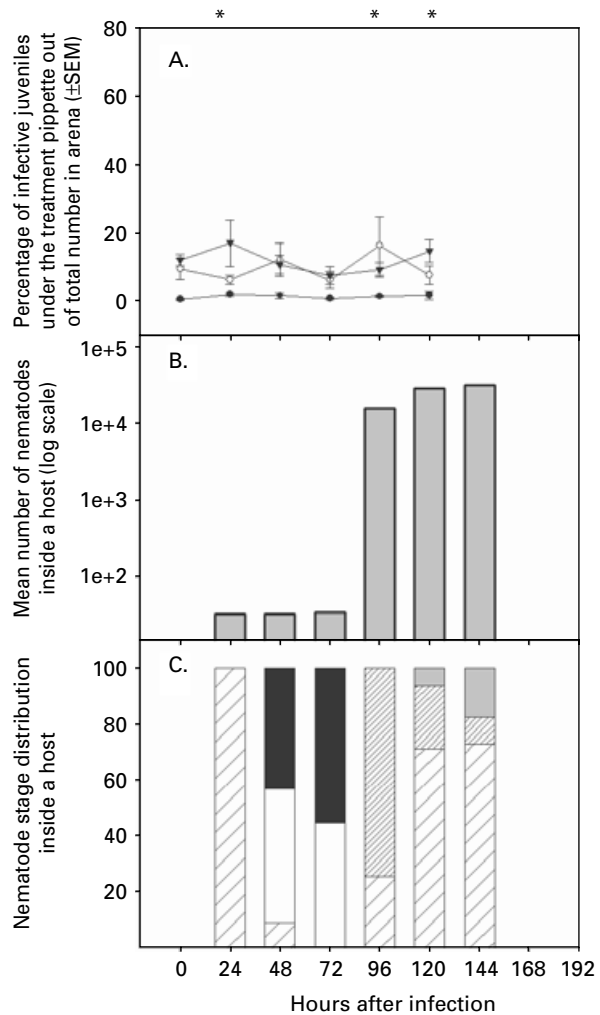 * * *
80
A.
60
40
20
0
Percentage of infective juveniles
under the treatment pippette out
of total number in arena (±SEM)
1e+5
B.
1e+4
1e+3
1e+2
Mean number of nematodes
inside a host (log scale)
100
C.
80
60
40
20
Nematode stage distribution
inside a host
0 24 48 72 96 120 144 168 192
Hours after infection